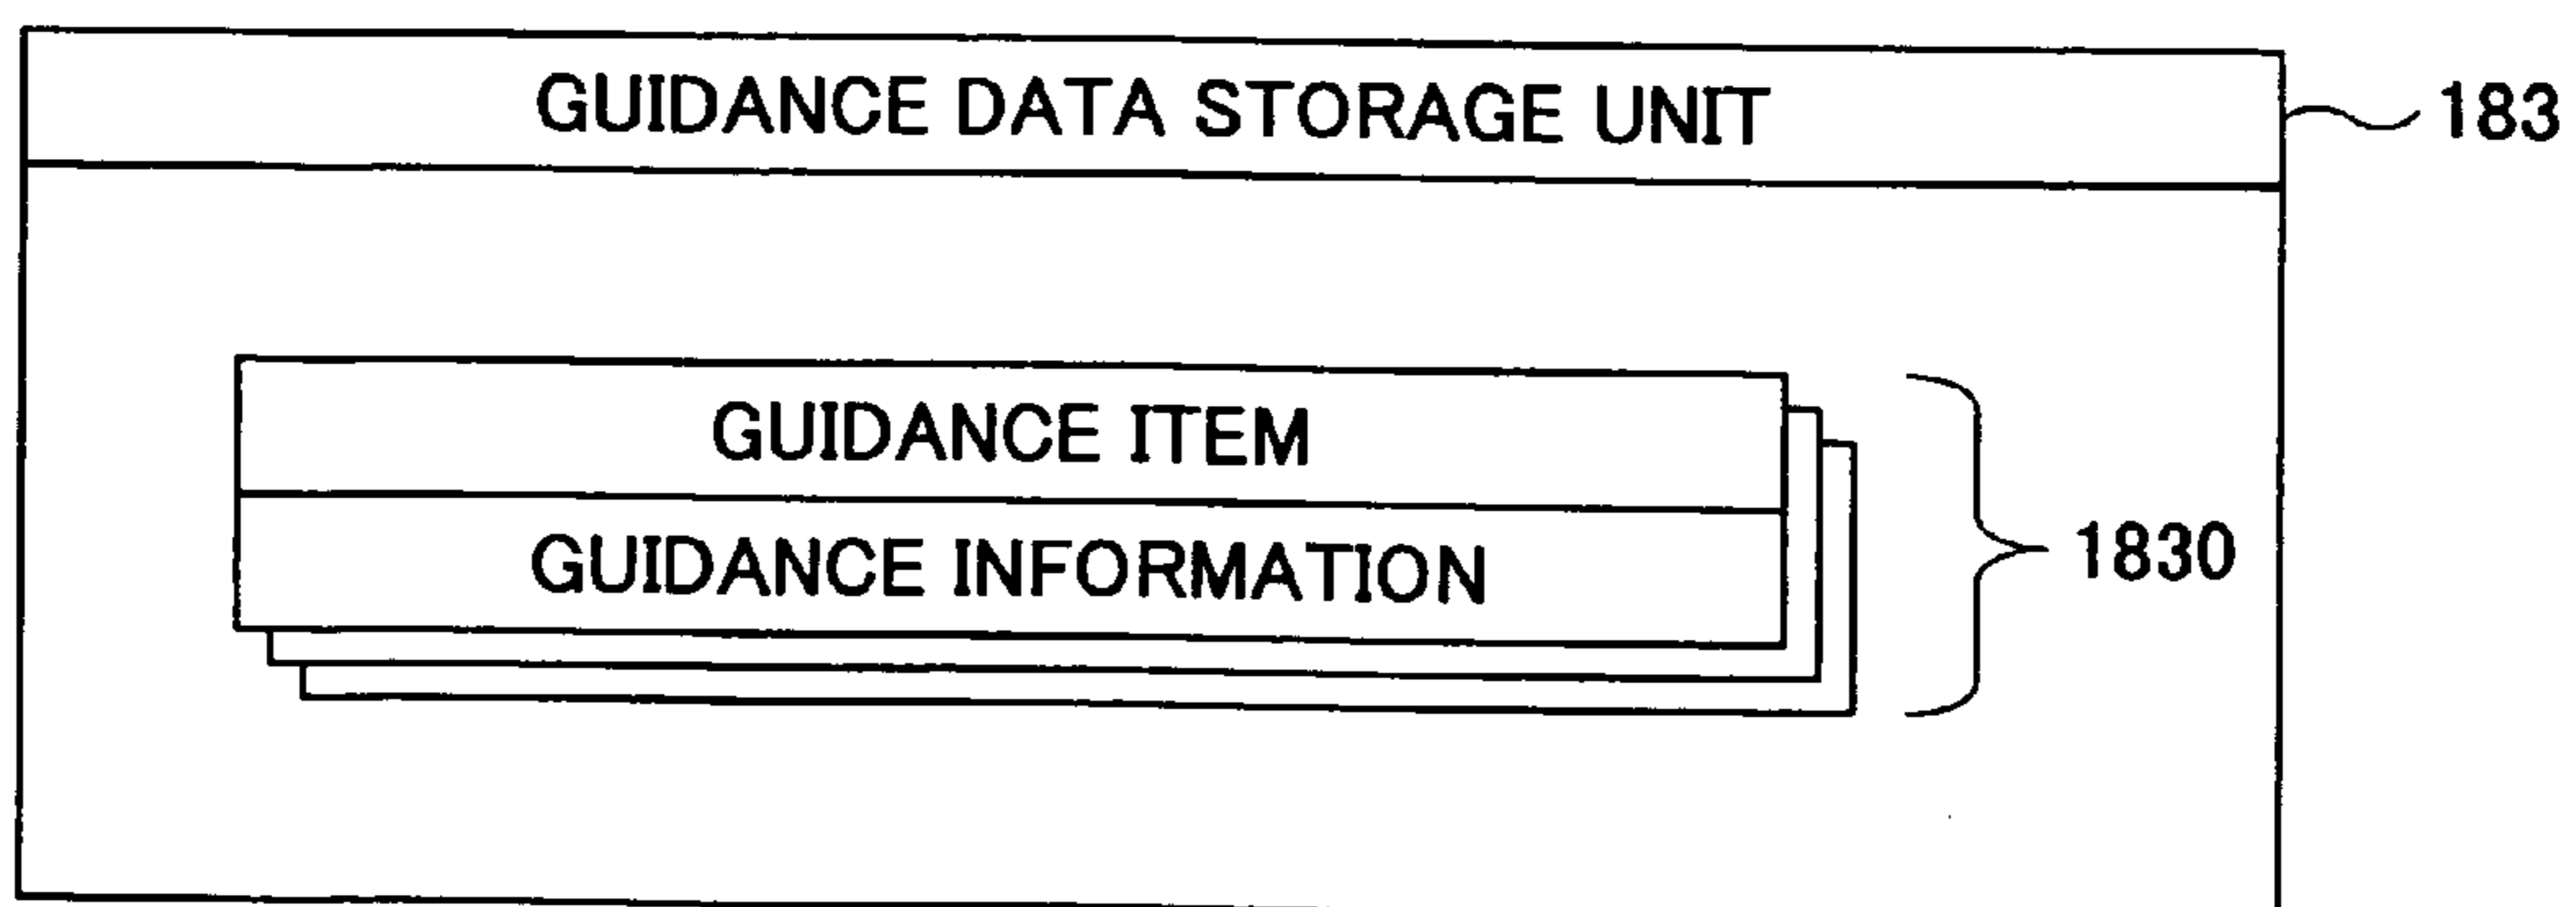 GUIDANCE DATA STORAGE UNIT
183
GUIDANCE ITEM
GUIDANCE INFORMATION
1830